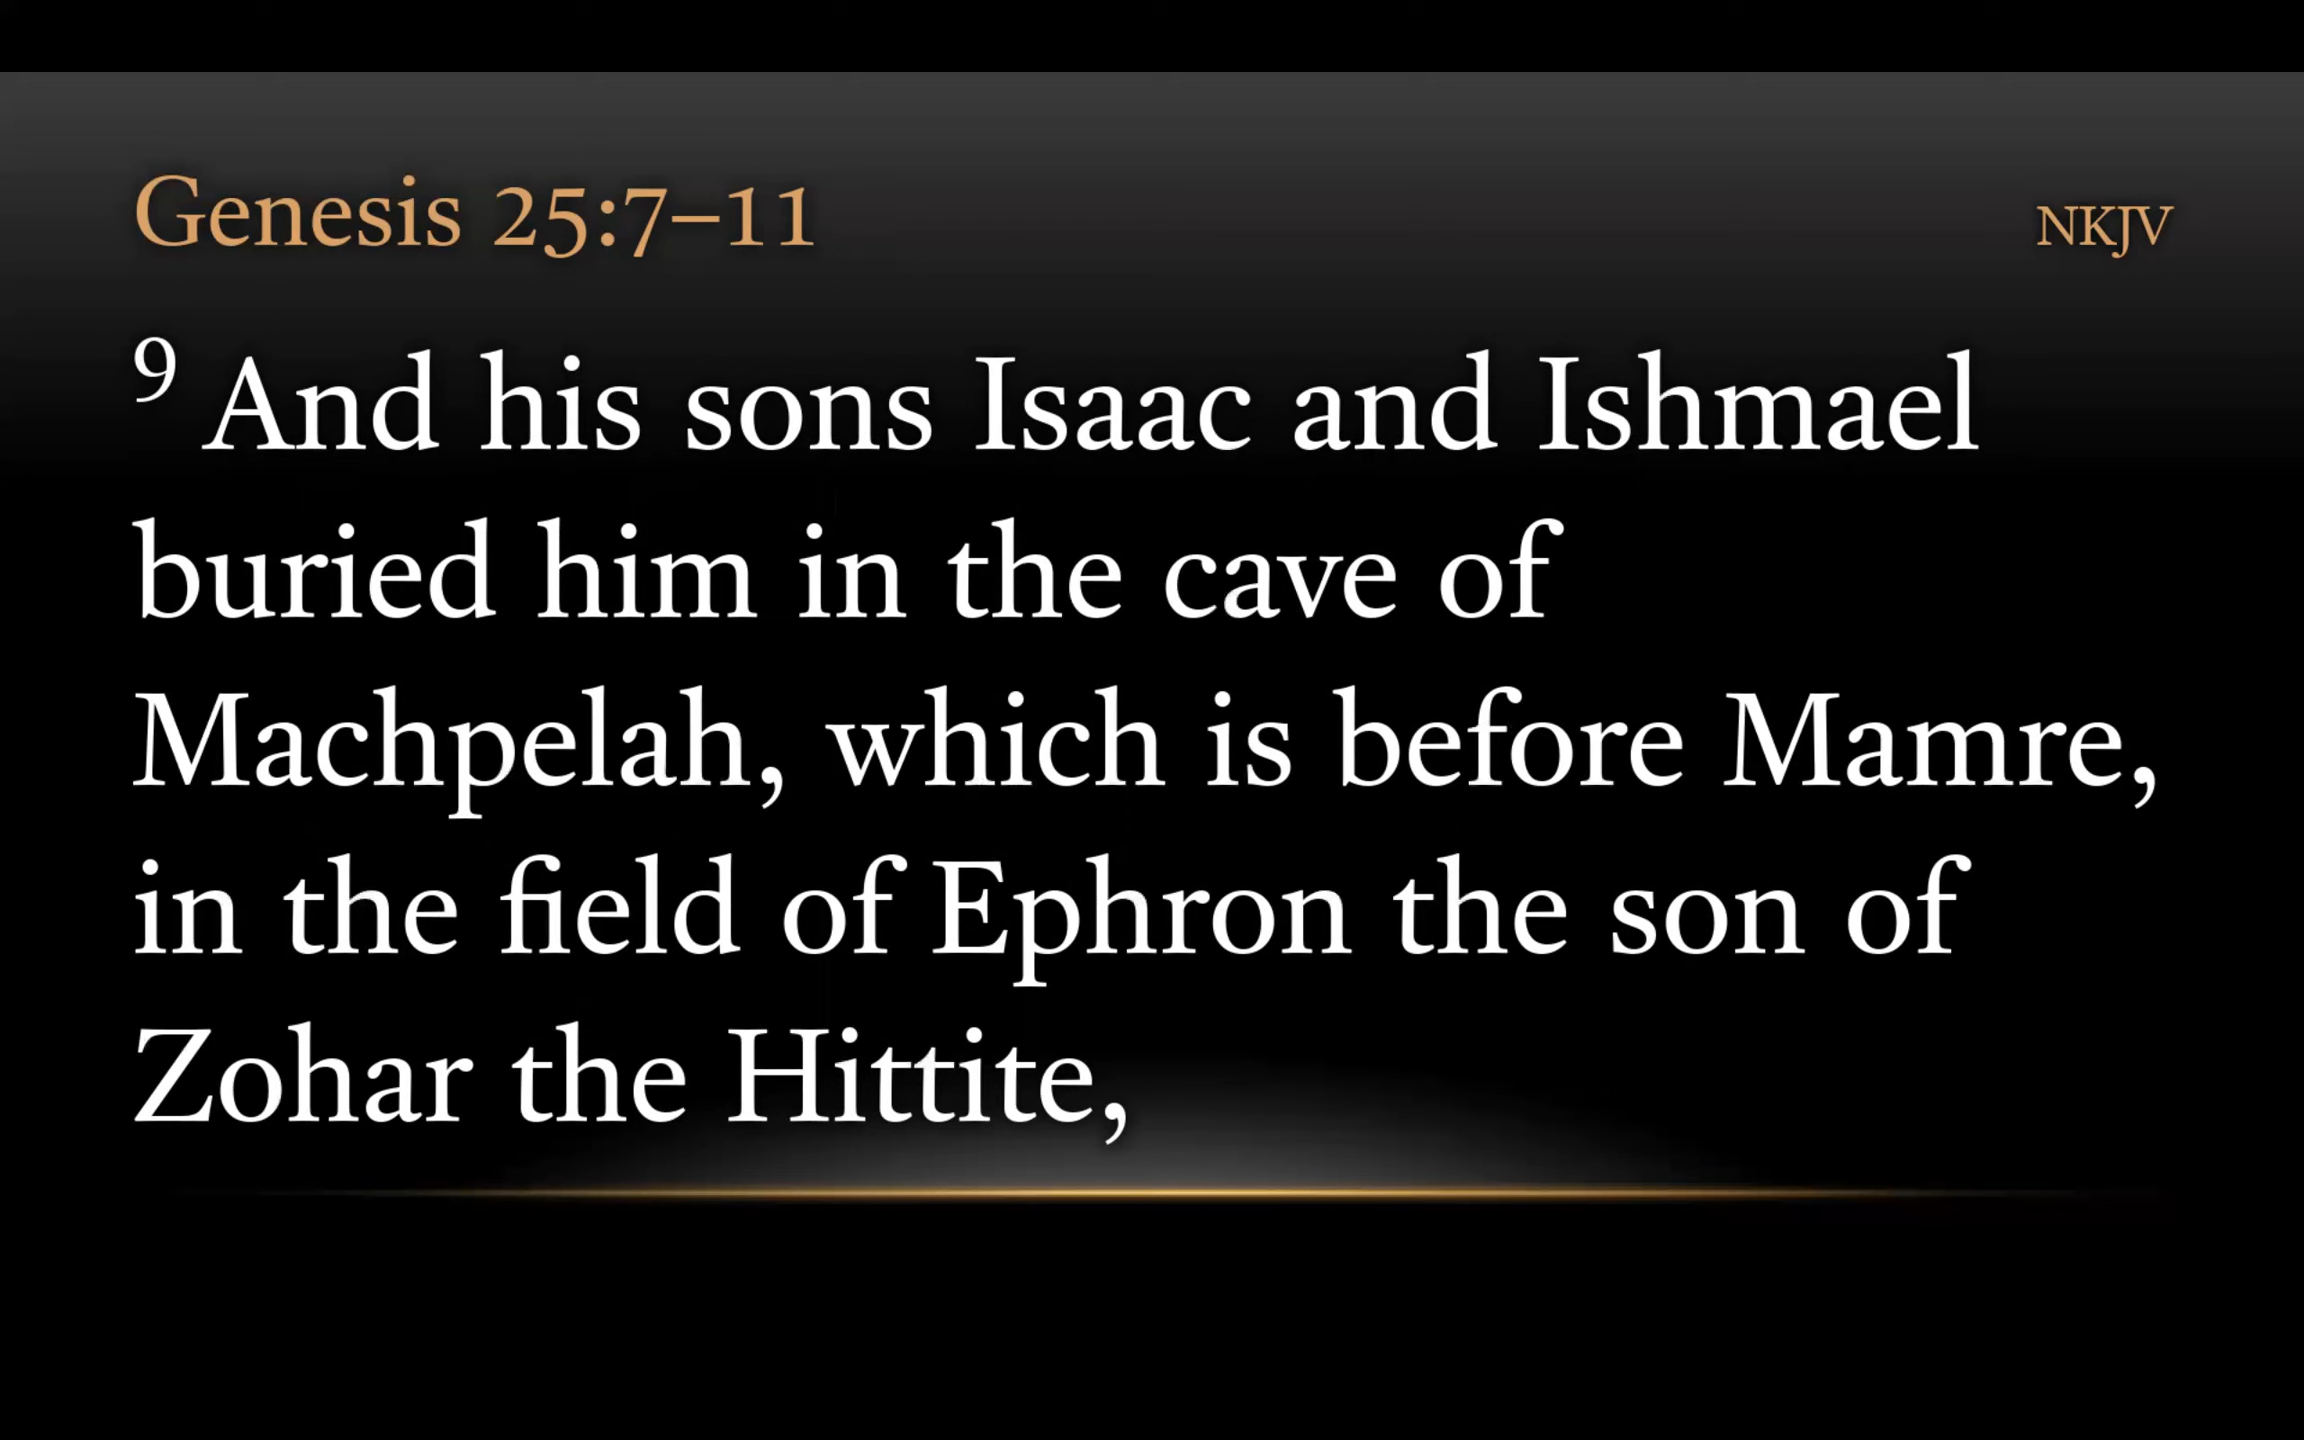 Genesis 25:7–11 NKJV
9 And his sons Isaac and Ishmael
buried him in the cave of
Machpelah, which is before Mamre,
in the field of Ephron the son of
Zohar the Hittite,